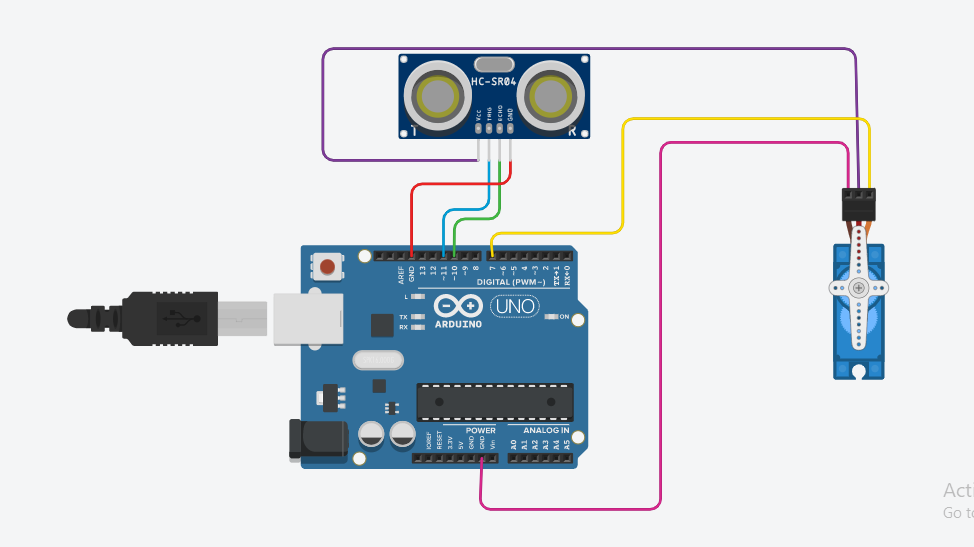 HC-SR04
VCC
TRIG
ECHO
GND
T
R
AREF
GND
13
12
~11
~10
~9
8
7
~6
~5
4
~3
2
TX→1
RX←0
DIGITAL (PWM~)
L
TX
RX
ARDUINO
UNO
ON
POWER
ANALOG IN
IOREF
RESET
3.3V
5V
GND
GND
Vin
A0
A1
A2
A3
A4
A5
Acti
Go to